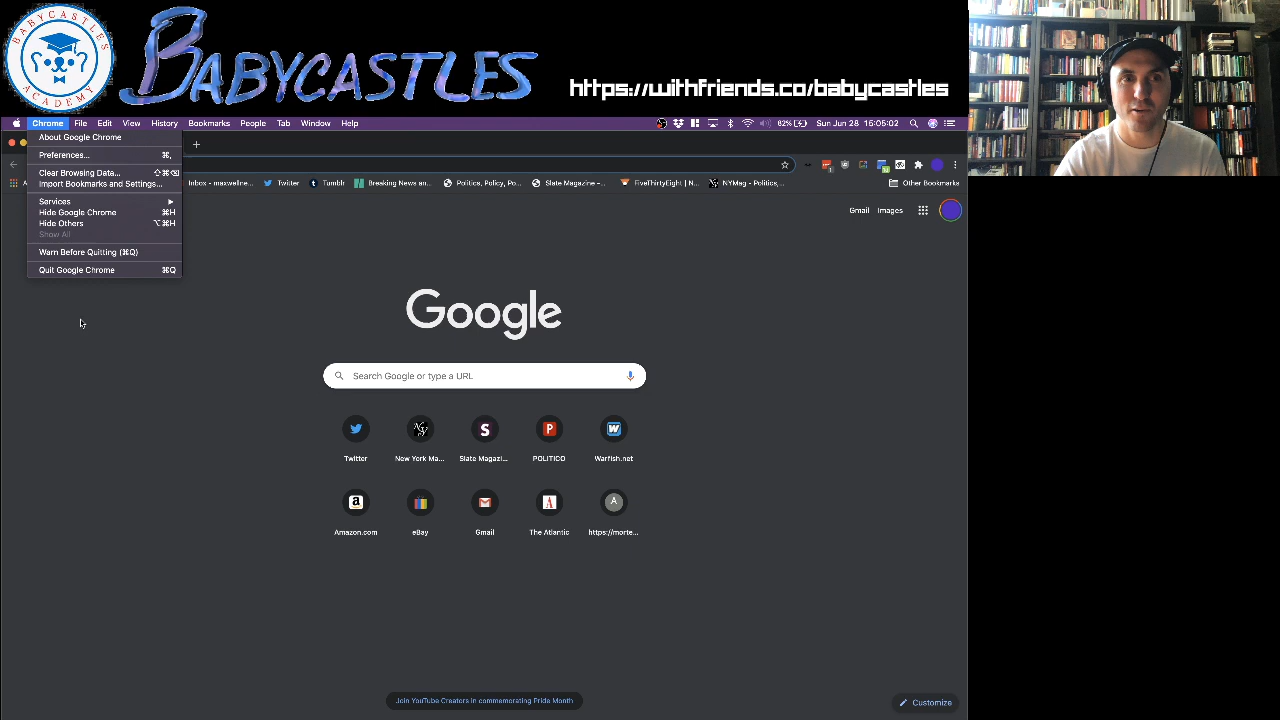 BABYCASTLES
ACADEMY
BABYCASTLES
https://withfriends.co/babycastles
Chrome File Edit View History Bookmarks People Tab Window Help
82% Sun Jun 28 16:05:02
About Google Chrome
Preferences... ⌘,
Clear Browsing Data... ⇧⌘⌫
Import Bookmarks and Settings...
Services
Hide Google Chrome ⌘H
Hide Others ⌥⌘H
Show All
Warn Before Quitting (⌘Q)
Quit Google Chrome ⌘Q
Inbox - maxwellne... Twitter Tumblr Breaking News an... Politics, Policy, Po... Slate Magazine -... FiveThirtyEight | N... NYMag - Politics,... Other Bookmarks
Gmail Images
Google
Search Google or type a URL
Twitter New York Ma... Slate Magazi... POLITICO Warfish.net
Amazon.com eBay Gmail The Atlantic https://morte...
Join YouTube Creators in commemorating Pride Month
Customize